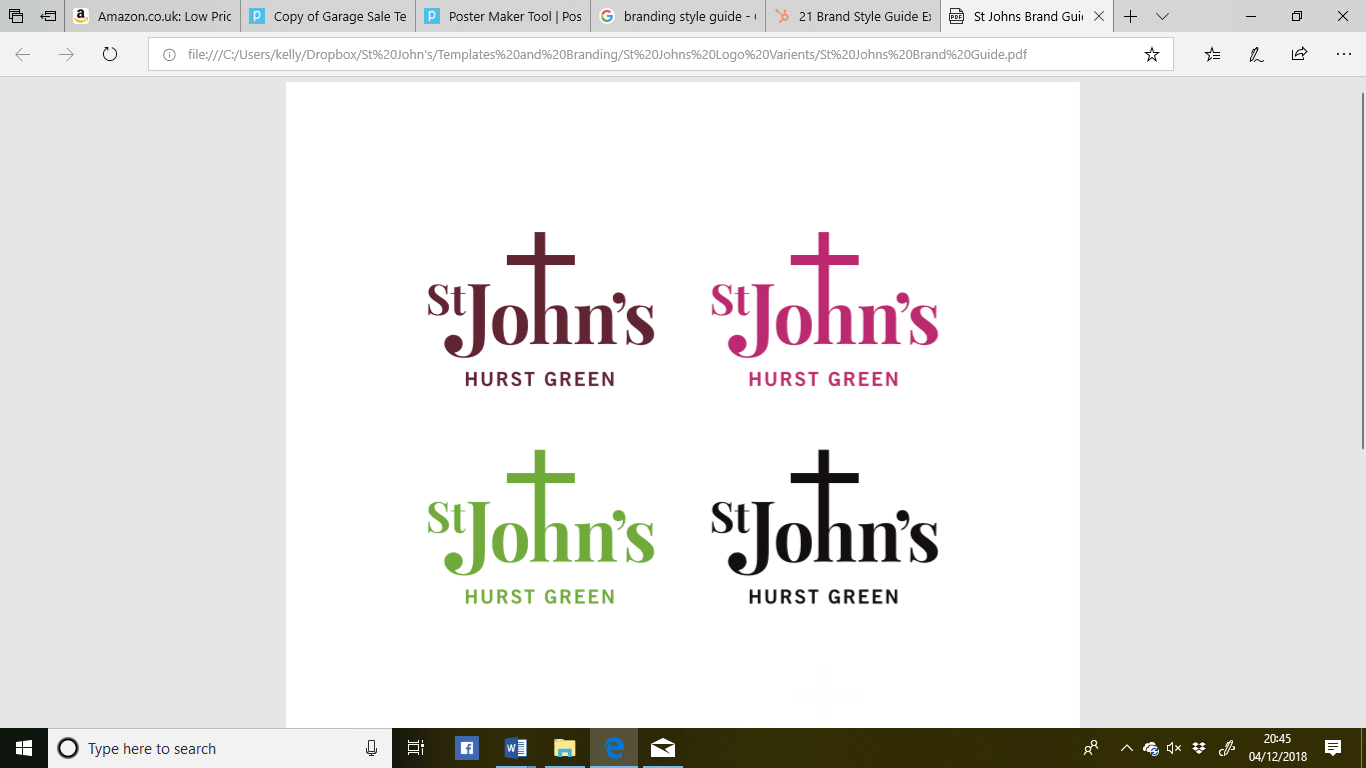 Amazon.co.uk: Low Pric
Copy of Garage Sale Te
Poster Maker Tool | Pos
branding style guide - 
21 Brand Style Guide Ex
St Johns Brand Guid
file:///C:/Users/kelly/Dropbox/St%20John's/Templates%20and%20Branding/St%20Johns%20Logo%20Varients/St%20Johns%20Brand%20Guide.pdf
St John's
HURST GREEN
St John's
HURST GREEN
St John's
HURST GREEN
St John's
HURST GREEN
Type here to search
20:45
04/12/2018